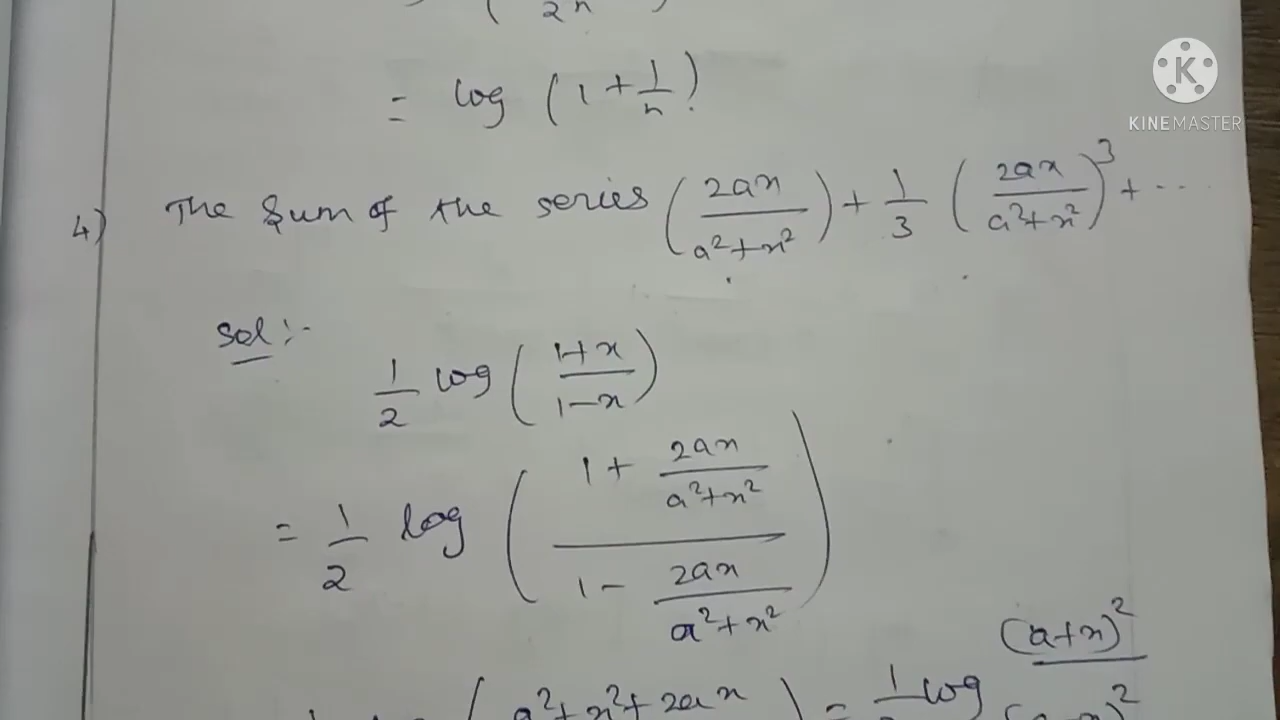 2n
= log (1 + 1/n)
KINEMASTER
4) The Sum of the series (2ax/(a²+x²)) + 1/3 (2ax/(a²+x²))³ + ...
Sol :-
1/2 log ((1+x)/(1-x))
= 1/2 log ((1 + 2ax/(a²+x²))/(1 - 2ax/(a²+x²)))
(a²+x²+2ax) = 1 log (a+x)²